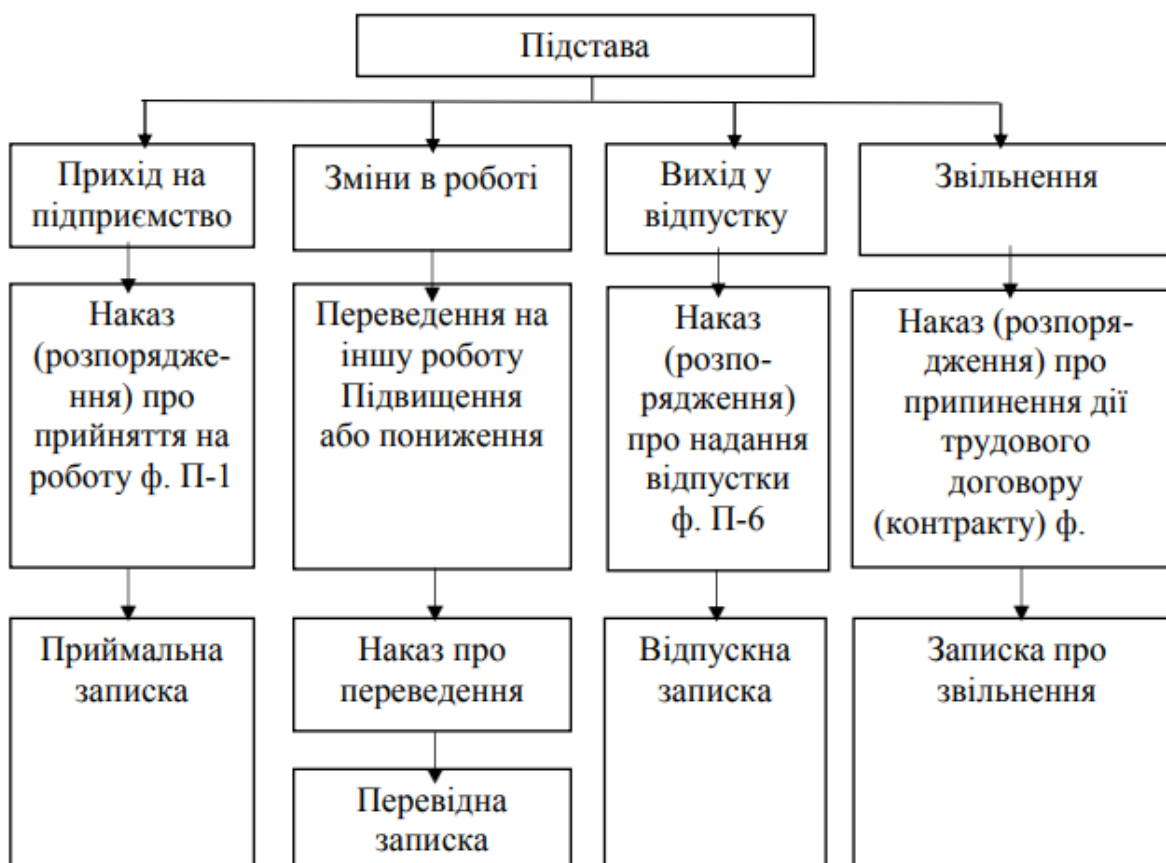 Підстава
Прихід на
підприємство
Зміни в роботі
Вихід у
відпустку
Звільнення
Наказ
(розпорядже-
ння) про
прийняття на
роботу ф. П-1
Переведення на
іншу роботу
Підвищення
або пониження
Наказ
(розпо-
рядження)
про надання
відпустки
ф. П-6
Наказ (розпоря-
дження) про
припинення дії
трудового
договору
(контракту) ф.
Приймальна
записка
Наказ про
переведення
Перевідна
записка
Відпускна
записка
Записка про
звільнення